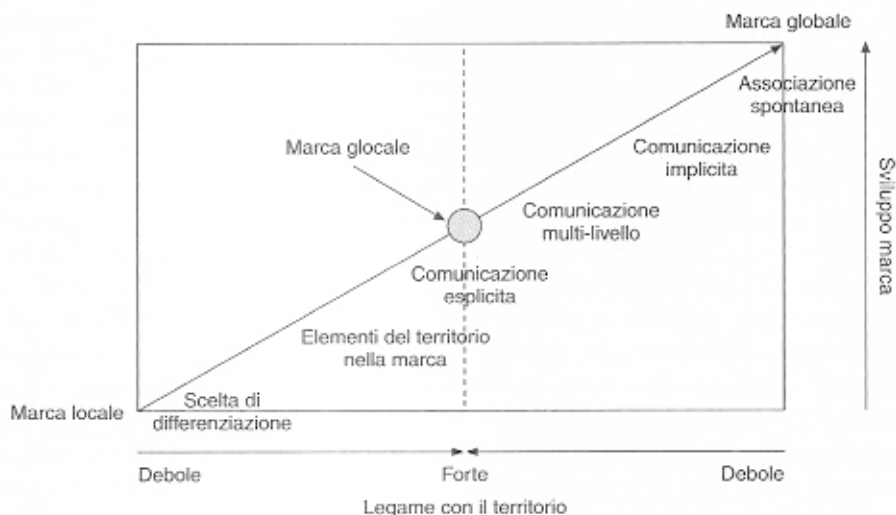 Marca globale
Associazione
spontanea
Comunicazione
implicita
Marca glocale
Comunicazione
multi-livello
Comunicazione
esplicita
Elementi del territorio
nella marca
Scelta di
differenziazione
Marca locale
Sviluppo marca
Debole
Forte
Debole
Legame con il territorio